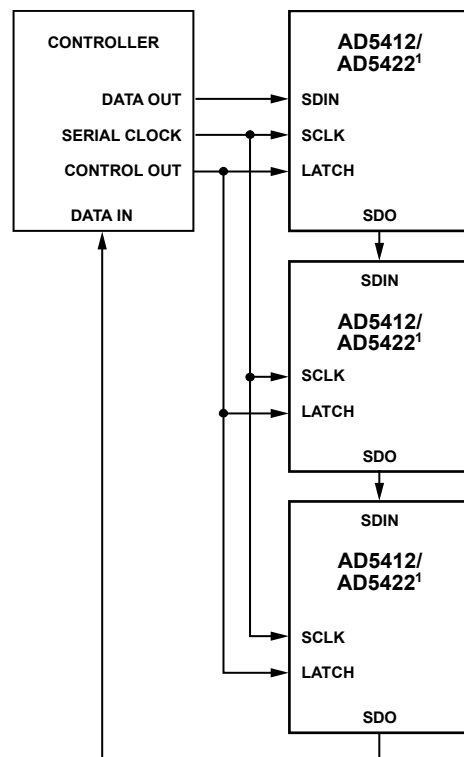 CONTROLLER
DATA OUT
SERIAL CLOCK
CONTROL OUT
DATA IN
AD5412/
AD5422¹
SDIN
SCLK
LATCH
SDO
SDIN
AD5412/
AD5422¹
SCLK
LATCH
SDO
SDIN
AD5412/
AD5422¹
SCLK
LATCH
SDO